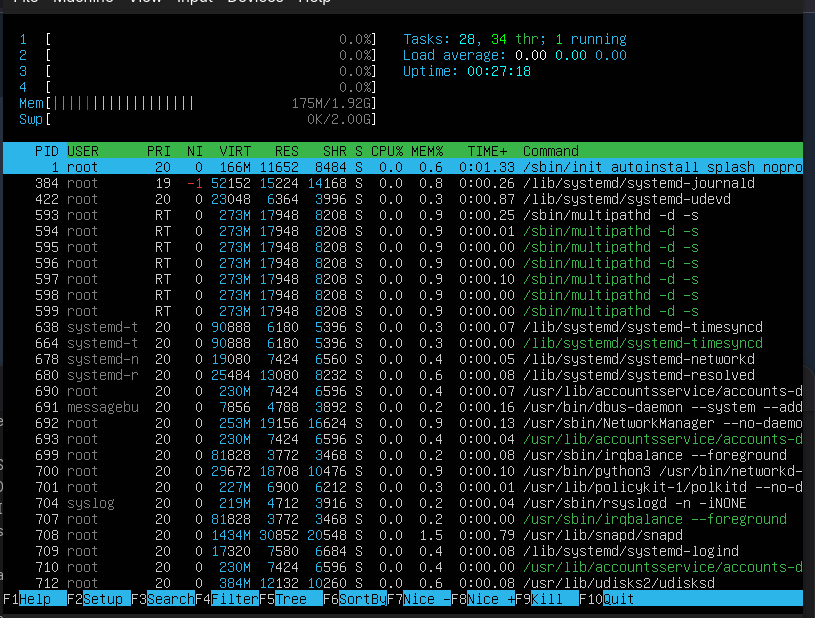 File Machine View Input Devices Help
1 [ 0.0%] Tasks: 28, 34 thr; 1 running
2 [ 0.0%] Load average: 0.00 0.00 0.00
3 [ 0.0%] Uptime: 00:27:18
4 [ 0.0%]
Mem[|||||||||||||||||| 175M/1.92G]
Swp[ 0K/2.00G]
PID USER PRI NI VIRT RES SHR S CPU% MEM% TIME+ Command
1 root 20 0 166M 11652 8484 S 0.0 0.6 0:01.33 /sbin/init autoinstall splash nopro
384 root 19 -1 52152 15224 14168 S 0.0 0.8 0:00.26 /lib/systemd/systemd-journald
422 root 20 0 23048 6364 3996 S 0.0 0.3 0:00.87 /lib/systemd/systemd-udevd
593 root RT 0 273M 17948 8208 S 0.0 0.9 0:00.25 /sbin/multipathd -d -s
594 root RT 0 273M 17948 8208 S 0.0 0.9 0:00.01 /sbin/multipathd -d -s
595 root RT 0 273M 17948 8208 S 0.0 0.9 0:00.00 /sbin/multipathd -d -s
596 root RT 0 273M 17948 8208 S 0.0 0.9 0:00.00 /sbin/multipathd -d -s
597 root RT 0 273M 17948 8208 S 0.0 0.9 0:00.10 /sbin/multipathd -d -s
598 root RT 0 273M 17948 8208 S 0.0 0.9 0:00.00 /sbin/multipathd -d -s
599 root RT 0 273M 17948 8208 S 0.0 0.9 0:00.00 /sbin/multipathd -d -s
638 systemd-t 20 0 90888 6180 5396 S 0.0 0.3 0:00.07 /lib/systemd/systemd-timesyncd
664 systemd-t 20 0 90888 6180 5396 S 0.0 0.3 0:00.00 /lib/systemd/systemd-timesyncd
678 systemd-n 20 0 19080 7424 6560 S 0.0 0.4 0:00.05 /lib/systemd/systemd-networkd
680 systemd-r 20 0 25484 13080 8232 S 0.0 0.6 0:00.08 /lib/systemd/systemd-resolved
690 root 20 0 230M 7424 6596 S 0.0 0.4 0:00.07 /usr/lib/accountsservice/accounts-d
691 messagebu 20 0 7856 4788 3892 S 0.0 0.2 0:00.16 /usr/bin/dbus-daemon --system --add
692 root 20 0 253M 19156 16624 S 0.0 0.9 0:00.13 /usr/sbin/NetworkManager --no-daemo
693 root 20 0 230M 7424 6596 S 0.0 0.4 0:00.04 /usr/lib/accountsservice/accounts-d
699 root 20 0 81828 3772 3468 S 0.0 0.2 0:00.08 /usr/sbin/irqbalance --foreground
700 root 20 0 29672 18708 10476 S 0.0 0.9 0:00.10 /usr/bin/python3 /usr/bin/networkd-
701 root 20 0 227M 6900 6212 S 0.0 0.3 0:00.01 /usr/lib/policykit-1/polkitd --no-d
704 syslog 20 0 219M 4712 3916 S 0.0 0.2 0:00.04 /usr/sbin/rsyslogd -n -iNONE
707 root 20 0 81828 3772 3468 S 0.0 0.2 0:00.00 /usr/sbin/irqbalance --foreground
708 root 20 0 1434M 30852 20548 S 0.0 1.5 0:00.79 /usr/lib/snapd/snapd
709 root 20 0 17320 7580 6684 S 0.0 0.4 0:00.08 /lib/systemd/systemd-logind
710 root 20 0 230M 7424 6596 S 0.0 0.4 0:00.00 /usr/lib/accountsservice/accounts-d
712 root 20 0 384M 12132 10260 S 0.0 0.6 0:00.08 /usr/lib/udisks2/udisksd
F1Help F2Setup F3SearchF4FilterF5Tree F6SortByF7Nice -F8Nice +F9Kill F10Quit